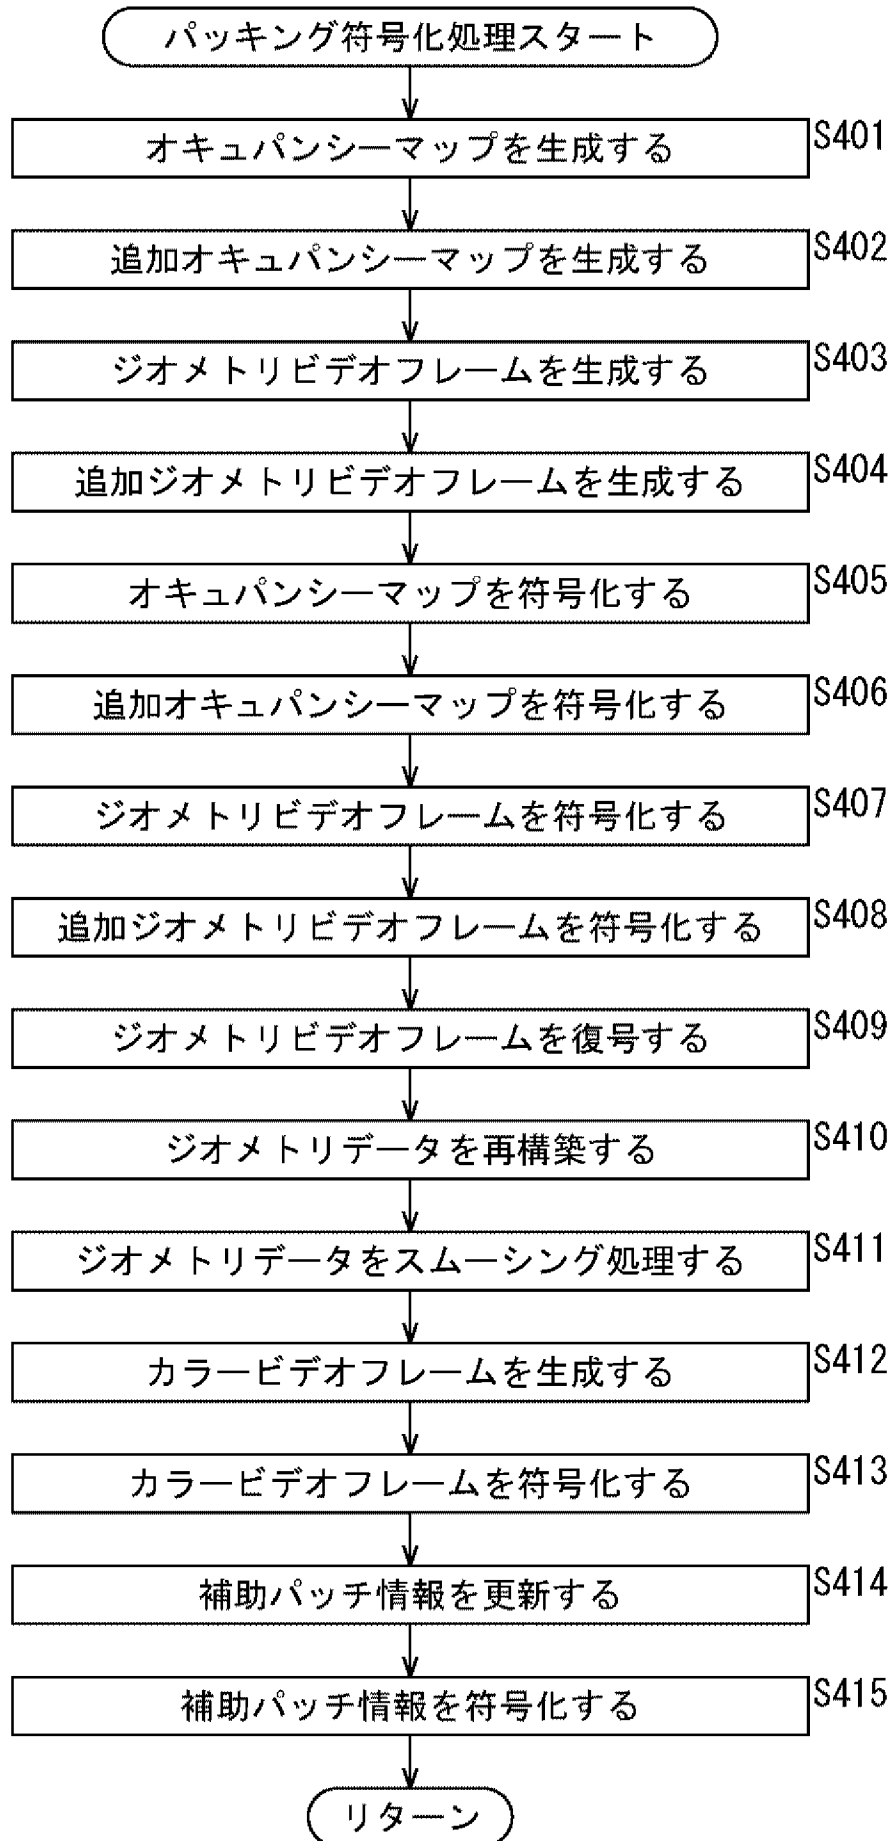 パッキング符号化処理スタート
オキュパンシーマップを生成する S401
追加オキュパンシーマップを生成する S402
ジオメトリビデオフレームを生成する S403
追加ジオメトリビデオフレームを生成する S404
オキュパンシーマップを符号化する S405
追加オキュパンシーマップを符号化する S406
ジオメトリビデオフレームを符号化する S407
追加ジオメトリビデオフレームを符号化する S408
ジオメトリビデオフレームを復号する S409
ジオメトリデータを再構築する S410
ジオメトリデータをスムーシング処理する S411
カラービデオフレームを生成する S412
カラービデオフレームを符号化する S413
補助パッチ情報を更新する S414
補助パッチ情報を符号化する S415
リターン